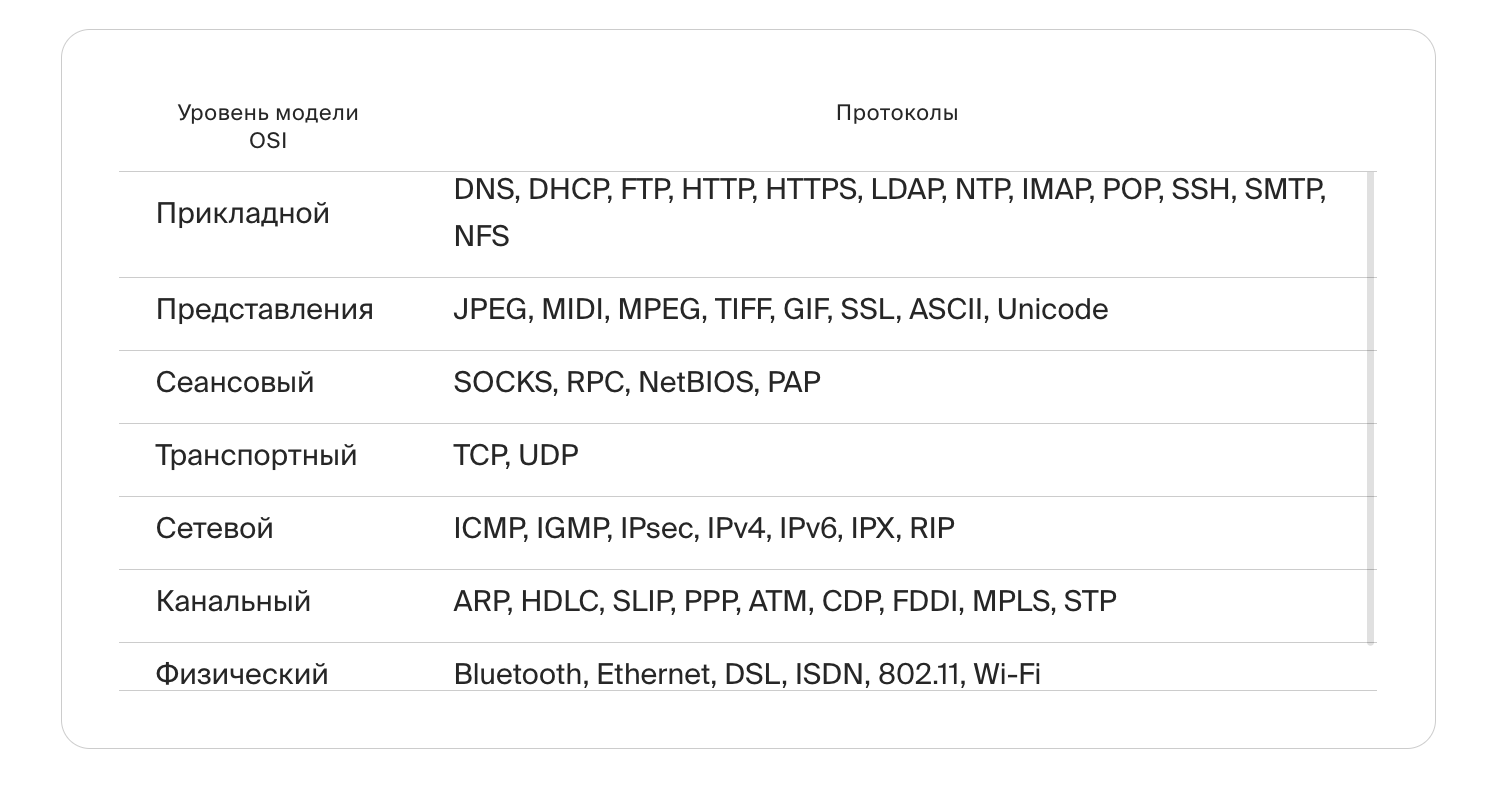 Уровень модели
OSI
Протоколы
Прикладной
DNS, DHCP, FTP, HTTP, HTTPS, LDAP, NTP, IMAP, POP, SSH, SMTP,
NFS
Представления
JPEG, MIDI, MPEG, TIFF, GIF, SSL, ASCII, Unicode
Сеансовый
SOCKS, RPC, NetBIOS, PAP
Транспортный
TCP, UDP
Сетевой
ICMP, IGMP, IPsec, IPv4, IPv6, IPX, RIP
Канальный
ARP, HDLC, SLIP, PPP, ATM, CDP, FDDI, MPLS, STP
Физический
Bluetooth, Ethernet, DSL, ISDN, 802.11, Wi-Fi